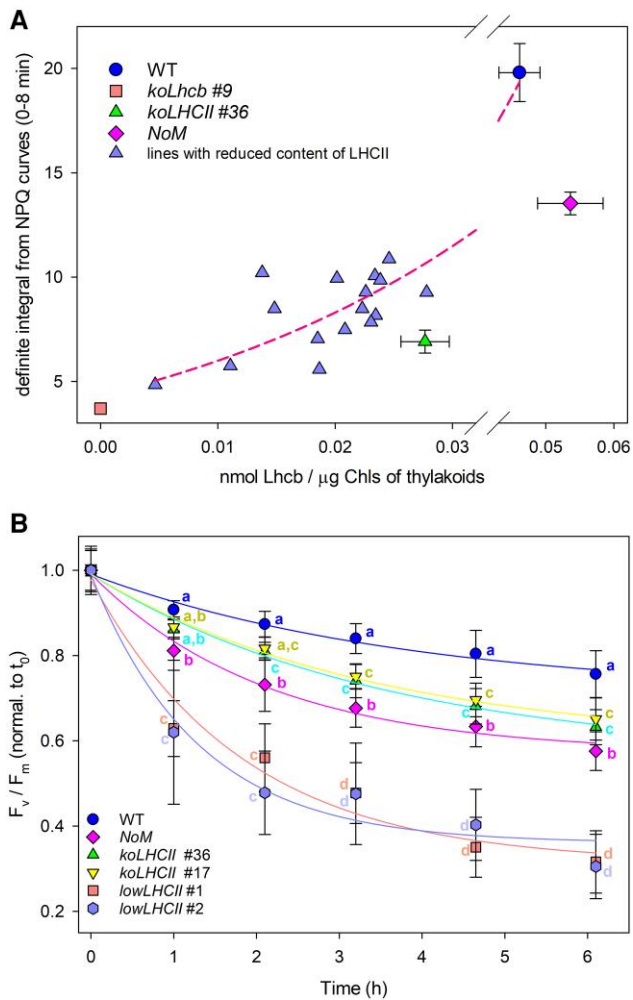 A
definite integral from NPQ curves (0-8 min)
20
15
10
5
WT
koLhcb #9
koLHCII #36
NoM
lines with reduced content of LHCII
0.00 0.01 0.02 0.03 0.05 0.06
nmol Lhcb / μg Chls of thylakoids
B
Fv / Fm (normal. to t0)
1.0
0.8
0.6
0.4
0.2
a a a a a
a,b a,c c c c
a,b c c c c
b b b b b
c c d d d
c c d d d
WT
NoM
koLHCII #36
koLHCII #17
lowLHCII #1
lowLHCII #2
0 1 2 3 4 5 6
Time (h)